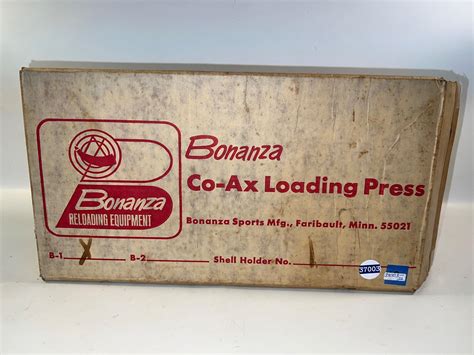 Bonanza
RELOADING EQUIPMENT
Bonanza
Co-Ax Loading Press
Bonanza Sports Mfg., Faribault, Minn. 55021
B-1 X B-2 Shell Holder No.
37003